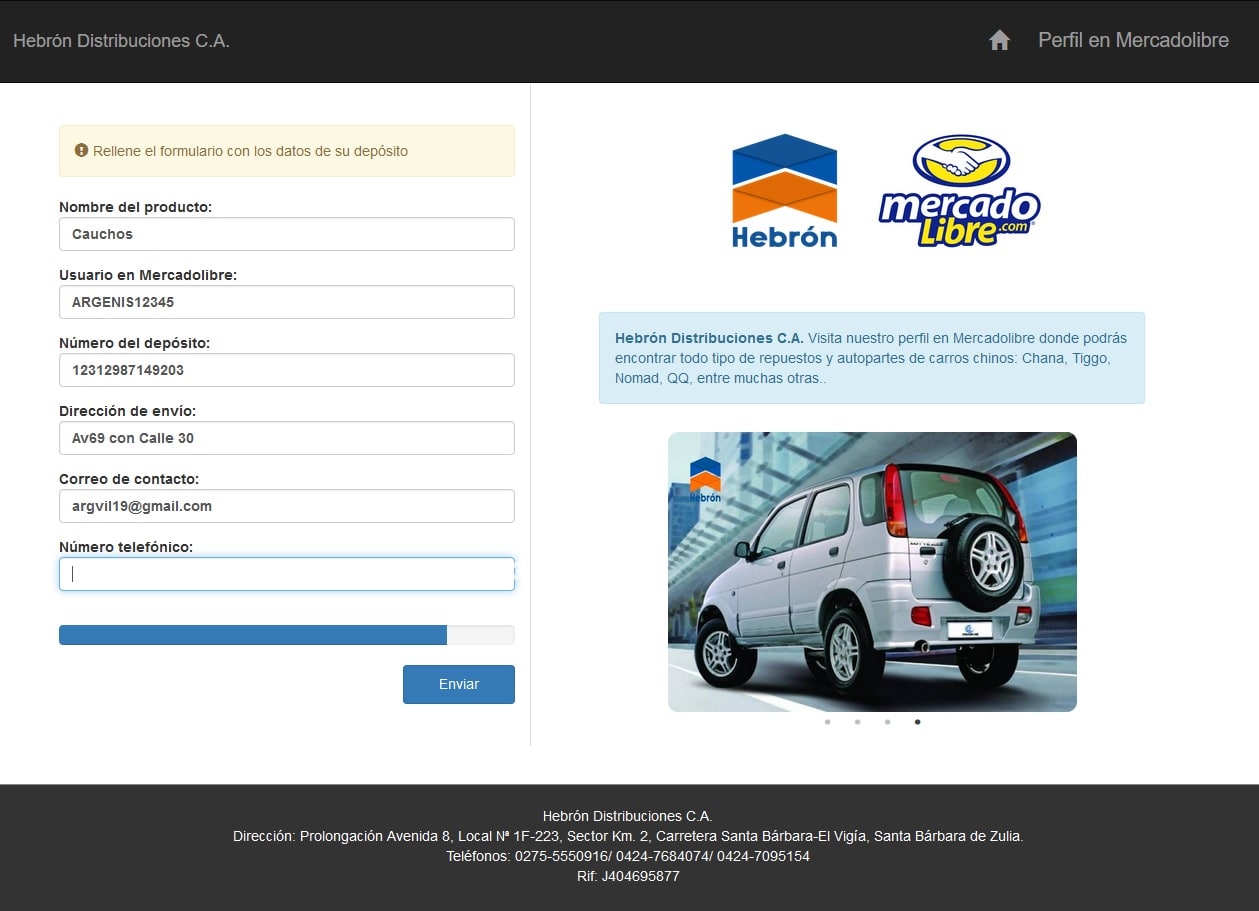 Hebrón Distribuciones C.A.
Perfil en Mercadolibre
Rellene el formulario con los datos de su depósito
Nombre del producto:
Cauchos
Usuario en Mercadolibre:
ARGENIS12345
Número del depósito:
12312987149203
Dirección de envío:
Av69 con Calle 30
Correo de contacto:
argvil19@gmail.com
Número telefónico:
Enviar
Hebrón
mercado
Libre.com
Hebrón Distribuciones C.A. Visita nuestro perfil en Mercadolibre donde podrás
encontrar todo tipo de repuestos y autopartes de carros chinos: Chana, Tiggo,
Nomad, QQ, entre muchas otras..
Hebrón
Hebrón Distribuciones C.A.
Dirección: Prolongación Avenida 8, Local Nª 1F-223, Sector Km. 2, Carretera Santa Bárbara-El Vigía, Santa Bárbara de Zulia.
Teléfonos: 0275-5550916/ 0424-7684074/ 0424-7095154
Rif: J404695877